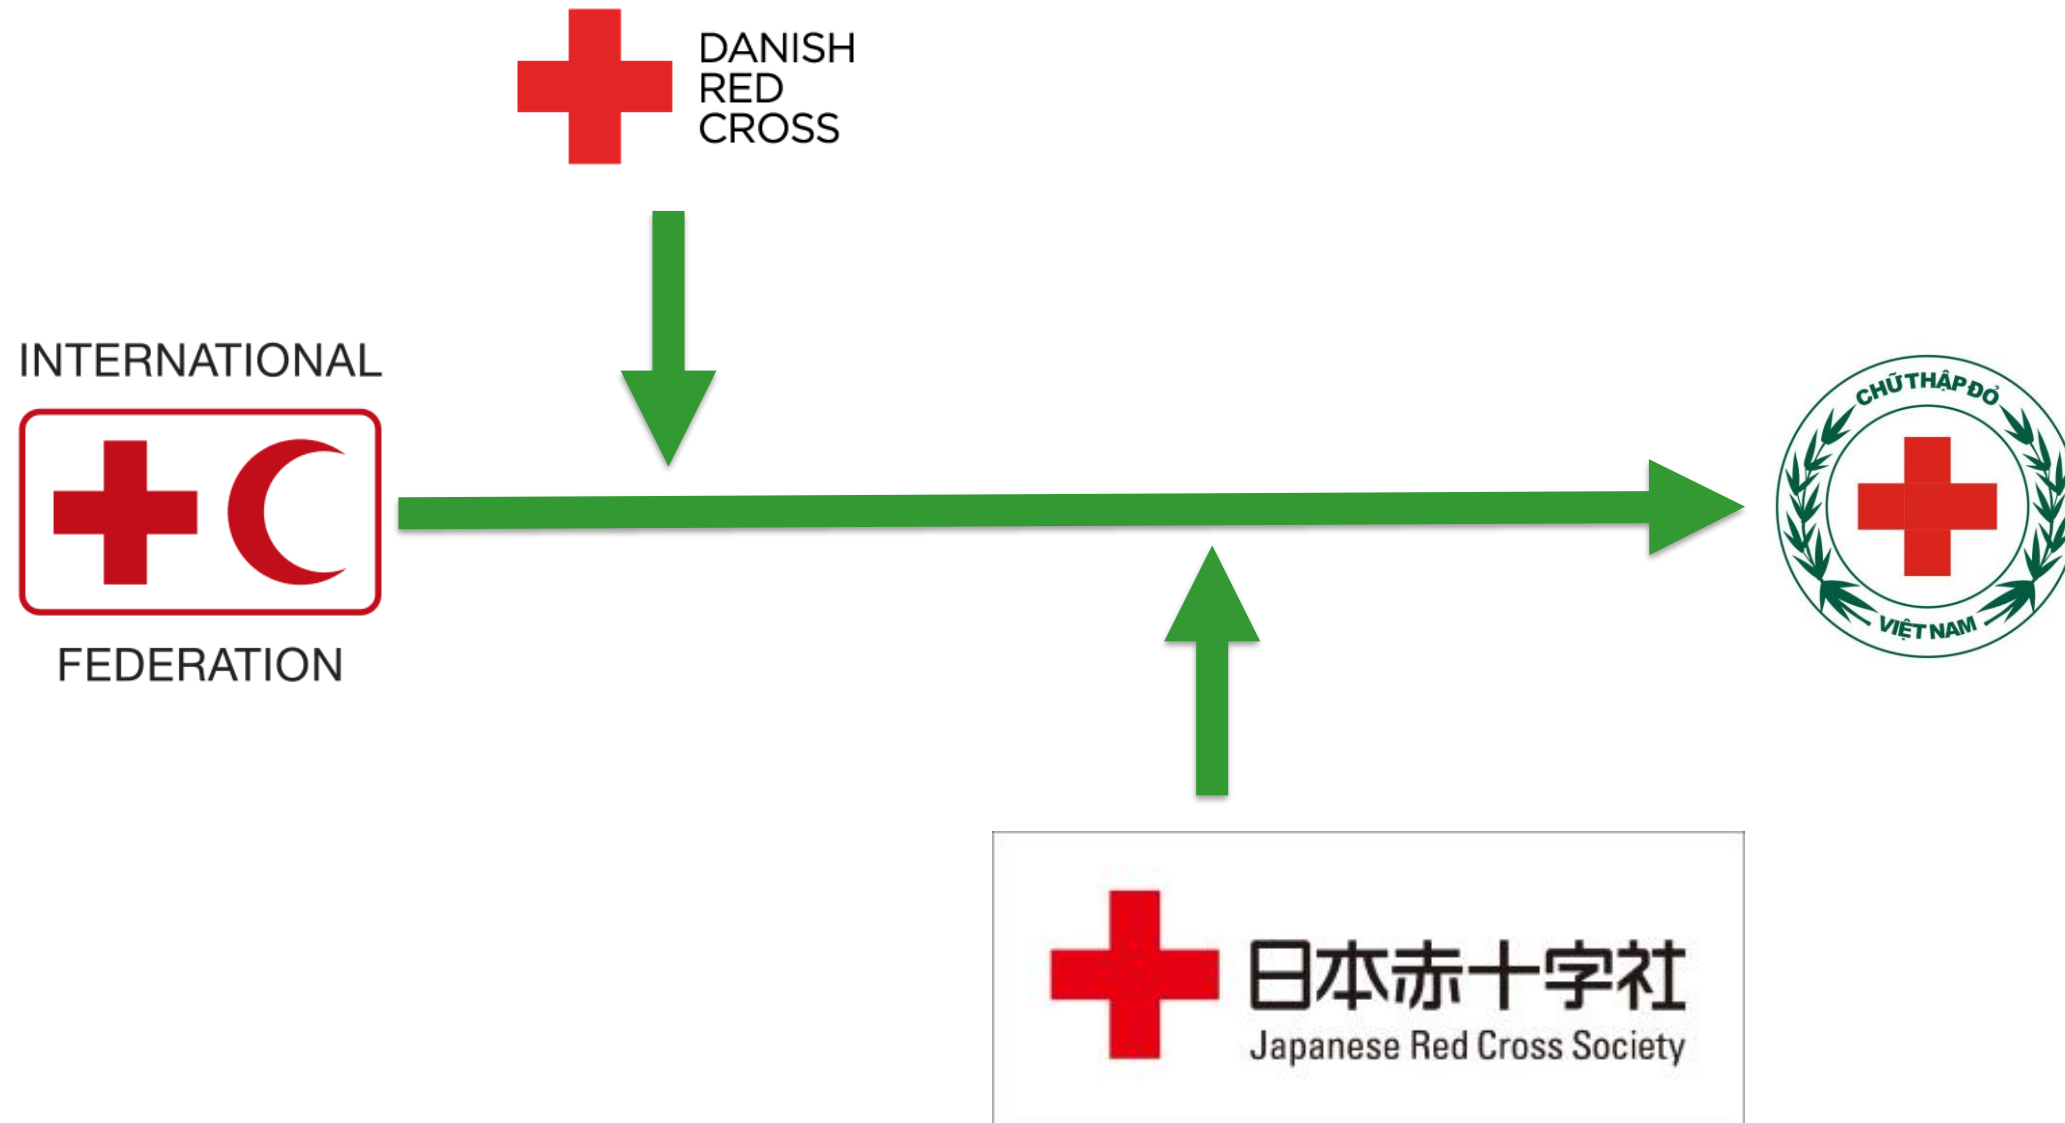 DANISH
RED
CROSS
INTERNATIONAL
FEDERATION
CHỮ THẬP ĐỎ
VIỆT NAM
日本赤十字社
Japanese Red Cross Society